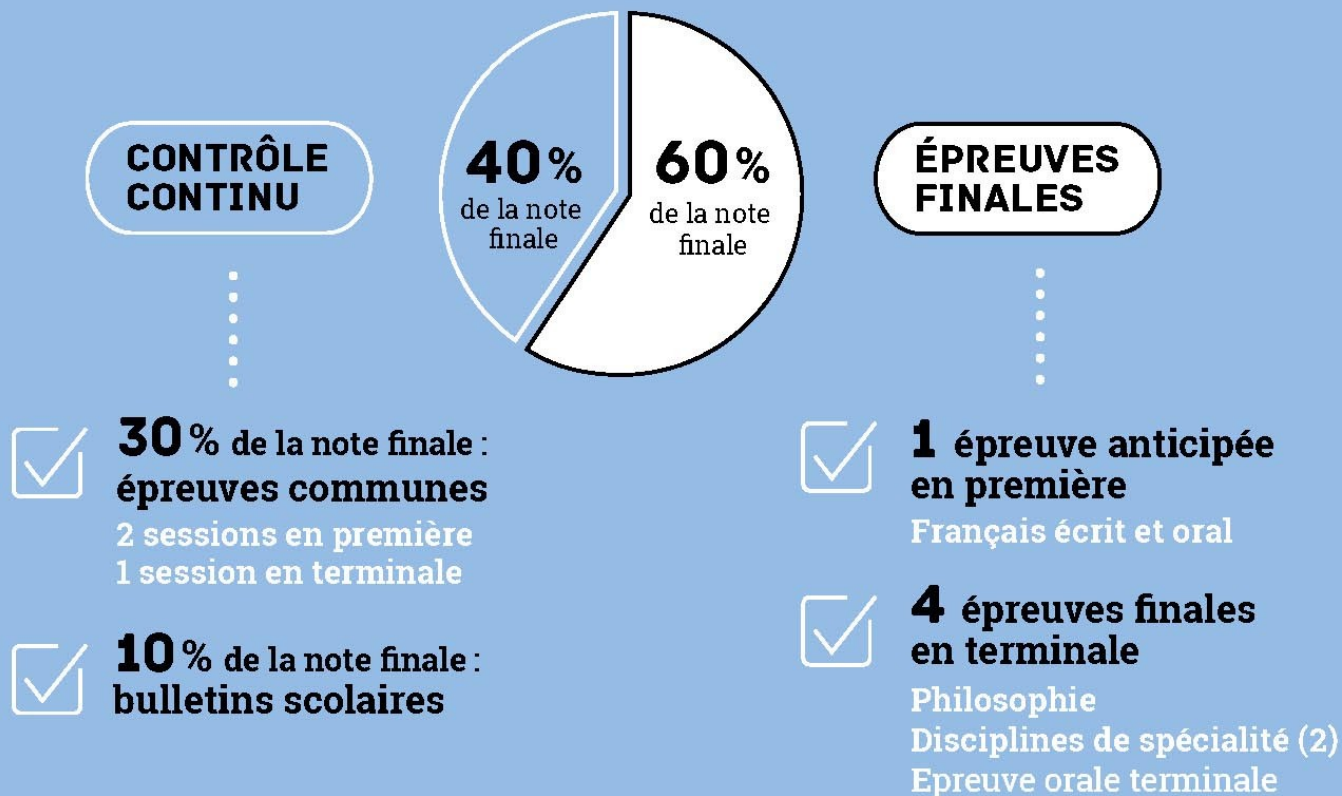 CONTRÔLE
CONTINU
40%
de la note
finale
60%
de la note
finale
ÉPREUVES
FINALES
30% de la note finale :
épreuves communes
2 sessions en première
1 session en terminale
10% de la note finale :
bulletins scolaires
1 épreuve anticipée
en première
Français écrit et oral
4 épreuves finales
en terminale
Philosophie
Disciplines de spécialité (2)
Epreuve orale terminale